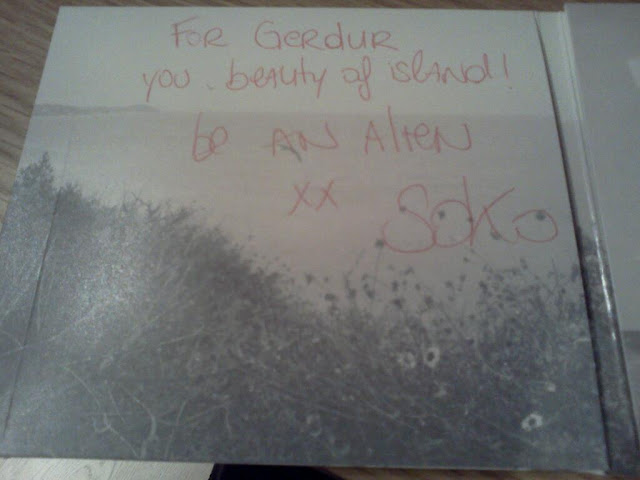 FOR GERDUR
you . beauty of isLAND!
be AN AlieN
xx SoKo